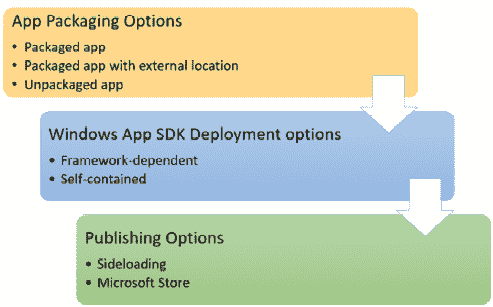 App Packaging Options
• Packaged app
• Packaged app with external location
• Unpackaged app
Windows App SDK Deployment options
• Framework-dependent
• Self-contained
Publishing Options
• Sideloading
• Microsoft Store